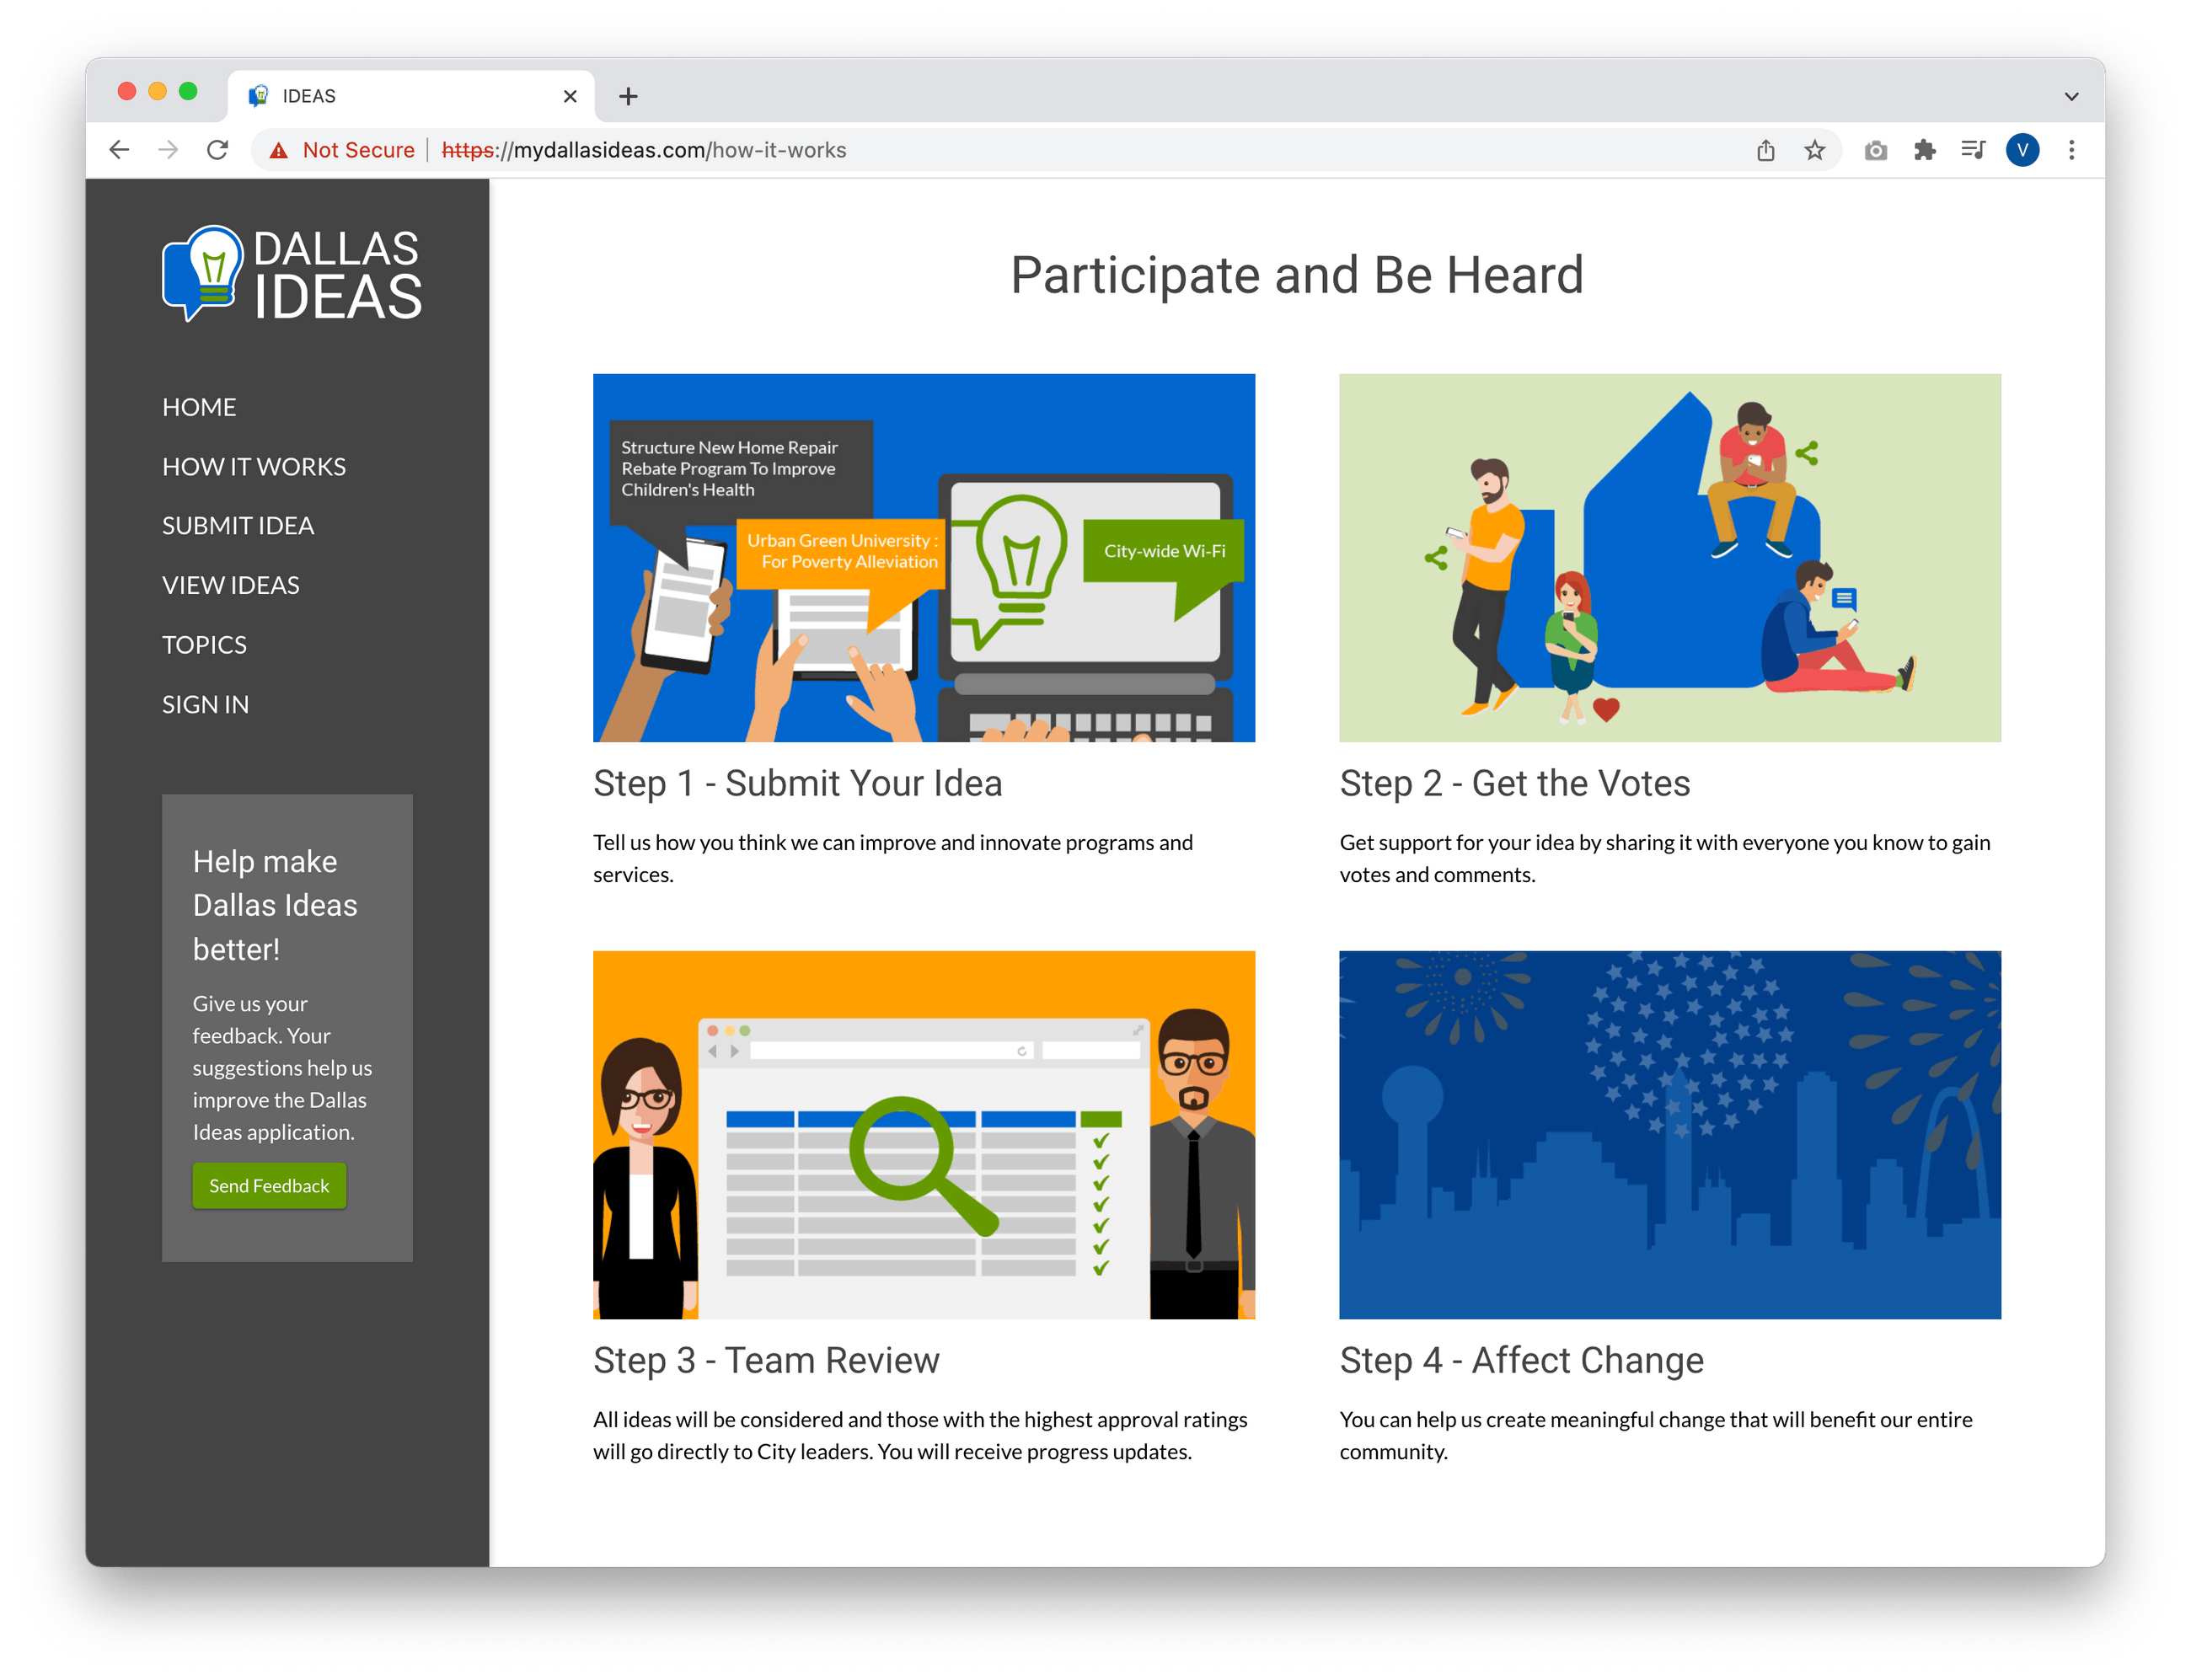 IDEAS
Not Secure
https://mydallasideas.com/how-it-works
V
DALLAS
IDEAS
HOME
HOW IT WORKS
SUBMIT IDEA
VIEW IDEAS
TOPICS
SIGN IN
Help make
Dallas Ideas
better!
Give us your
feedback. Your
suggestions help us
improve the Dallas
Ideas application.
Send Feedback
Participate and Be Heard
Structure New Home Repair
Rebate Program To Improve
Children's Health
Urban Green University :
For Poverty Alleviation
City-wide Wi-Fi
Step 1 - Submit Your Idea
Tell us how you think we can improve and innovate programs and
services.
Step 2 - Get the Votes
Get support for your idea by sharing it with everyone you know to gain
votes and comments.
Step 3 - Team Review
All ideas will be considered and those with the highest approval ratings
will go directly to City leaders. You will receive progress updates.
Step 4 - Affect Change
You can help us create meaningful change that will benefit our entire
community.